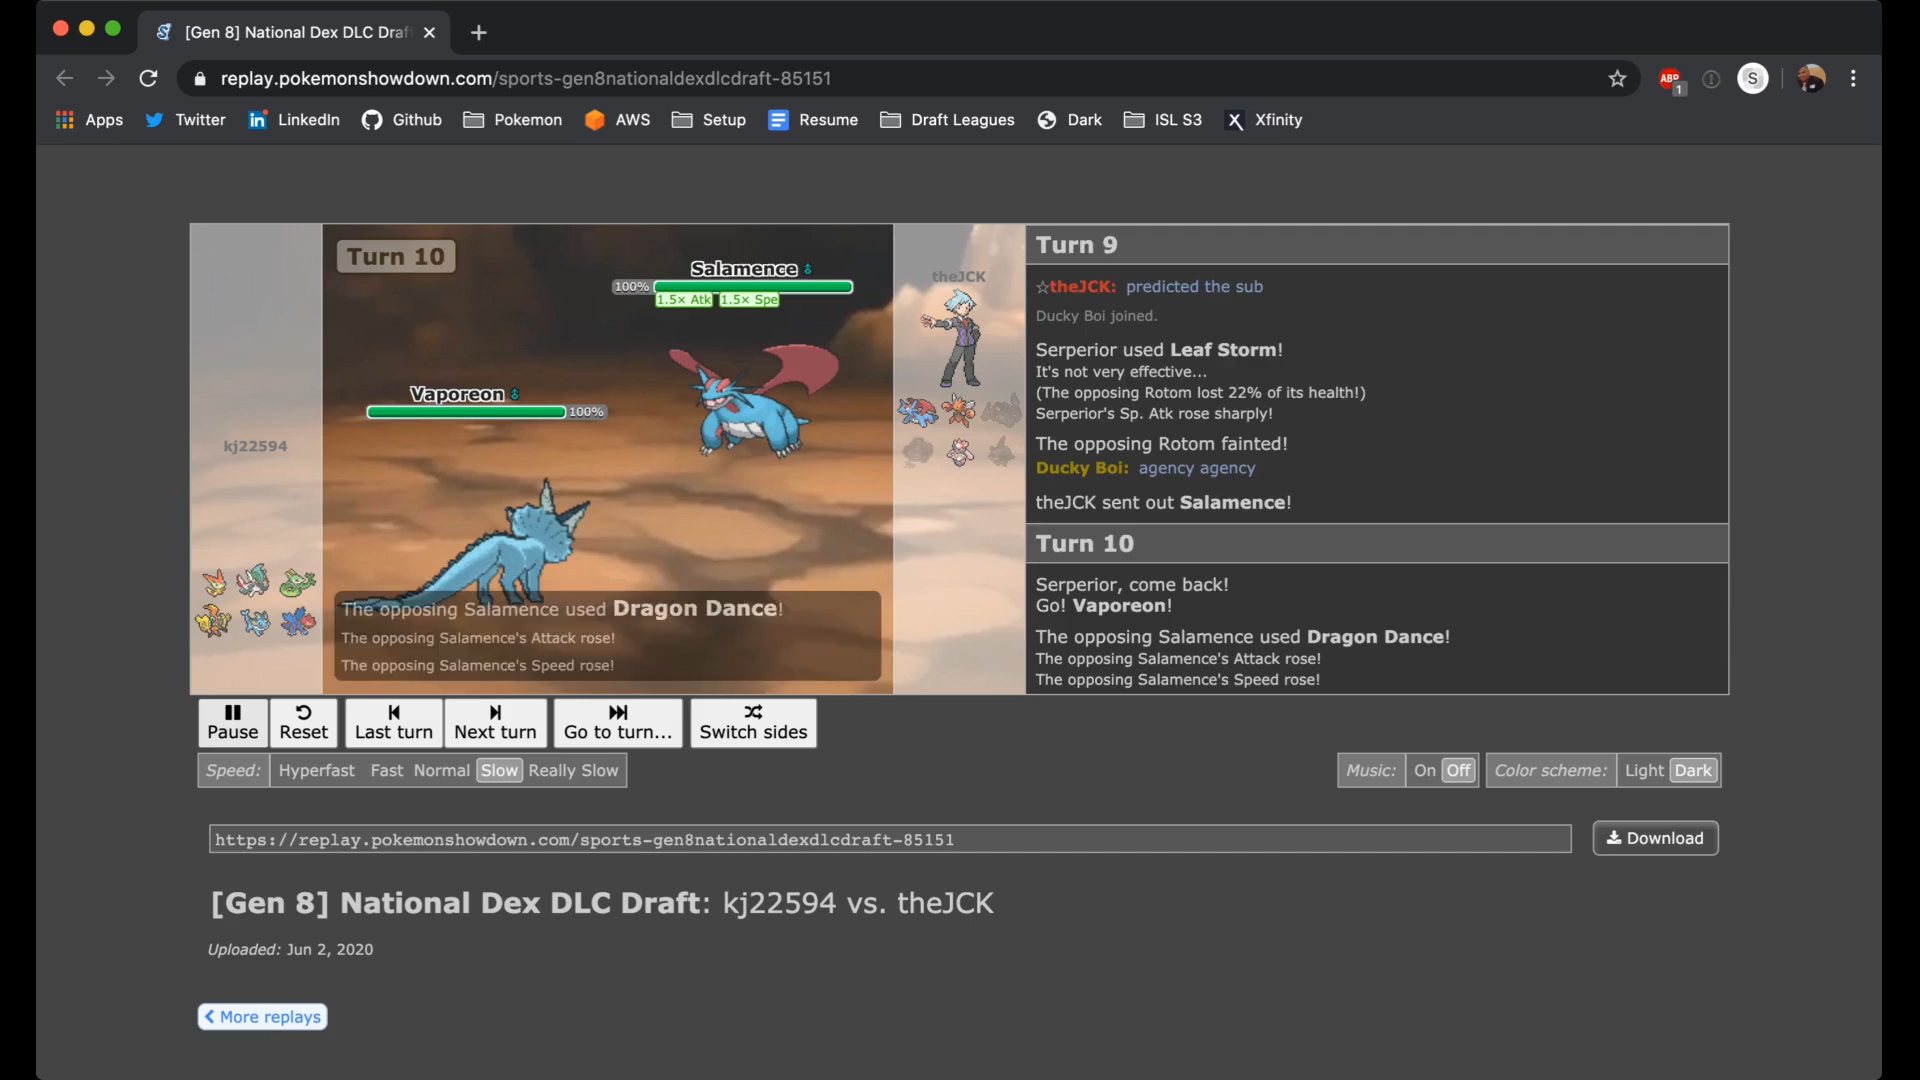 [Gen 8] National Dex DLC Draf
replay.pokemonshowdown.com/sports-gen8nationaldexdlcdraft-85151
ABP
1
S
Apps
Twitter
LinkedIn
Github
Pokemon
AWS
Setup
Resume
Draft Leagues
Dark
ISL S3
Xfinity
Turn 10
Salamence
100%
1.5× Atk 1.5× Spe
Vaporeon
100%
kj22594
theJCK
The opposing Salamence used Dragon Dance!
The opposing Salamence's Attack rose!
The opposing Salamence's Speed rose!
Turn 9
☆theJCK: predicted the sub
Ducky Boi joined.
Serperior used Leaf Storm!
It's not very effective...
(The opposing Rotom lost 22% of its health!)
Serperior's Sp. Atk rose sharply!
The opposing Rotom fainted!
Ducky Boi: agency agency
theJCK sent out Salamence!
Turn 10
Serperior, come back!
Go! Vaporeon!
The opposing Salamence used Dragon Dance!
The opposing Salamence's Attack rose!
The opposing Salamence's Speed rose!
Pause
Reset
Last turn
Next turn
Go to turn...
Switch sides
Speed: Hyperfast Fast Normal Slow Really Slow
Music: On Off
Color scheme: Light Dark
https://replay.pokemonshowdown.com/sports-gen8nationaldexdlcdraft-85151
Download
[Gen 8] National Dex DLC Draft: kj22594 vs. theJCK
Uploaded: Jun 2, 2020
More replays